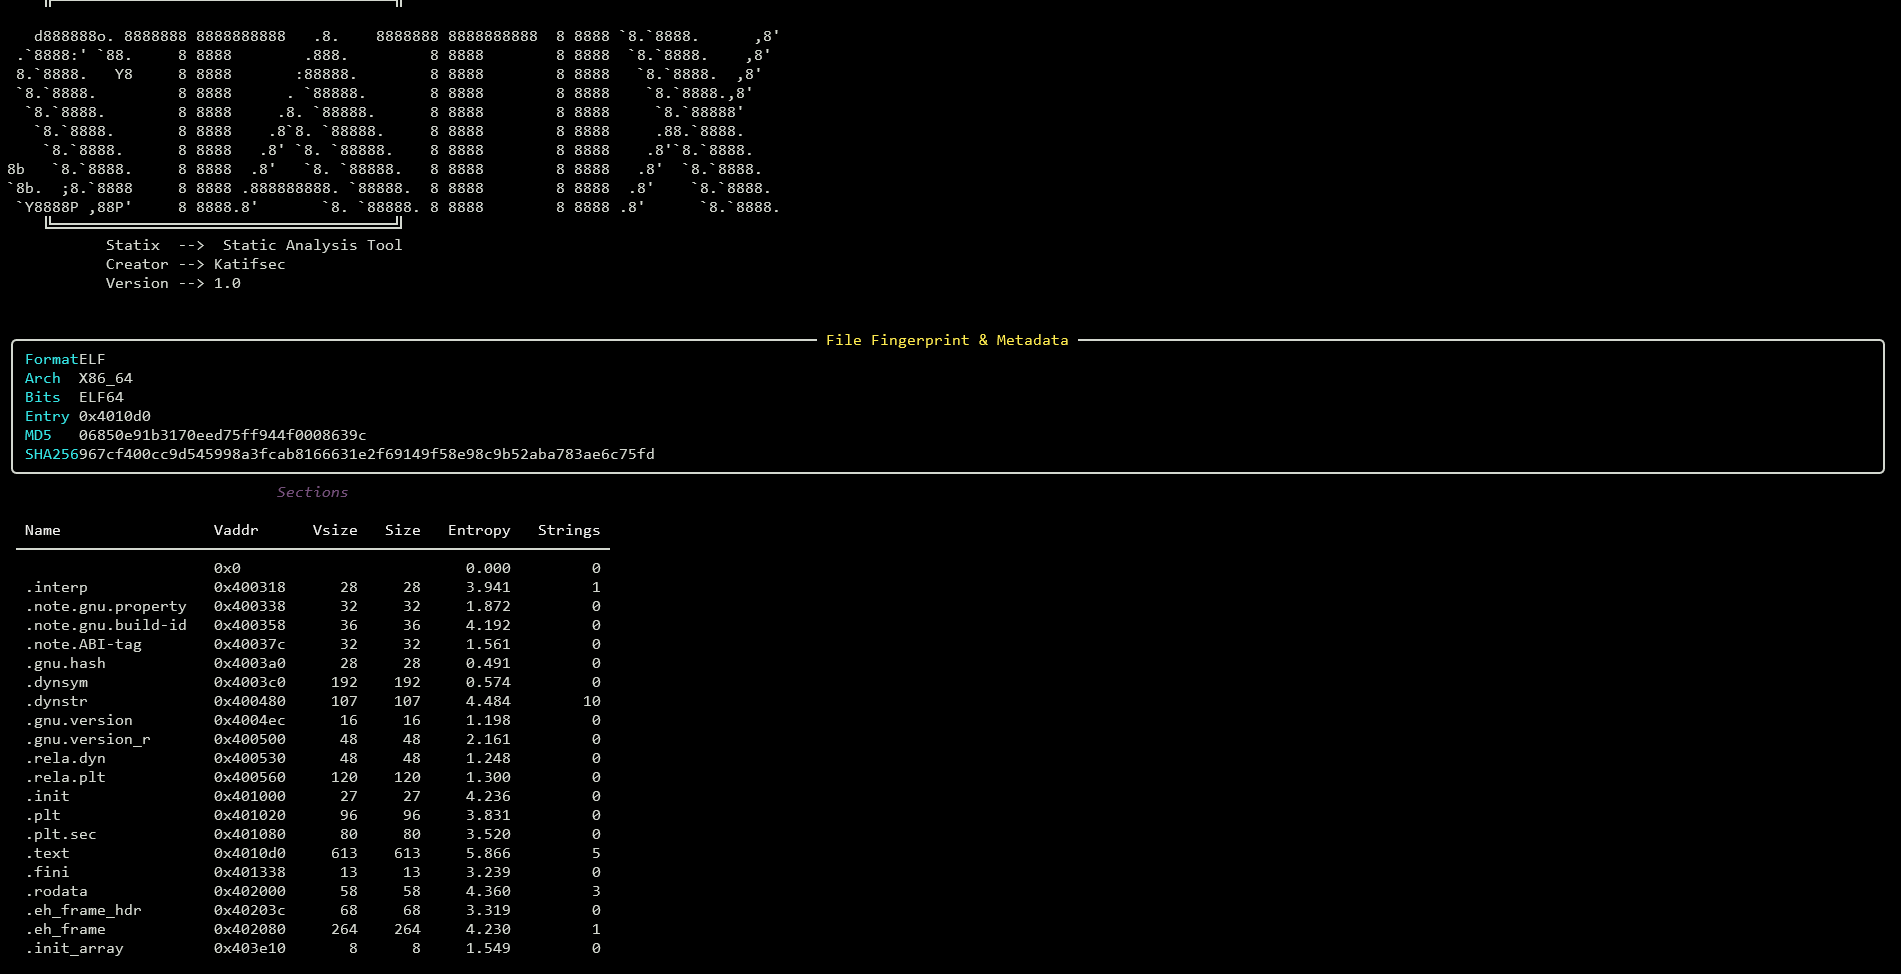 d888888o. 8888888 8888888888   .8.    8888888 8888888888  8 8888 `8.`8888.      ,8'
 .`8888:' `88.     8 8888        .888.         8 8888        8 8888  `8.`8888.    ,8'
 8.`8888.   Y8     8 8888       :88888.        8 8888        8 8888   `8.`8888.  ,8'
 `8.`8888.         8 8888      . `88888.       8 8888        8 8888    `8.`8888.,8'
  `8.`8888.        8 8888     .8. `88888.      8 8888        8 8888     `8.`88888'
   `8.`8888.       8 8888    .8`8. `88888.     8 8888        8 8888     .88.`8888.
    `8.`8888.      8 8888   .8' `8. `88888.    8 8888        8 8888    .8'`8.`8888.
8b   `8.`8888.     8 8888  .8'   `8. `88888.   8 8888        8 8888   .8'  `8.`8888.
`8b.  ;8.`8888     8 8888 .888888888. `88888.  8 8888        8 8888  .8'    `8.`8888.
 `Y8888P ,88P'     8 8888.8'       `8. `88888. 8 8888        8 8888 .8'      `8.`8888.
Statix  -->  Static Analysis Tool
Creator --> Katifsec
Version --> 1.0
File Fingerprint & Metadata
FormatELF
Arch  X86_64
Bits  ELF64
Entry 0x4010d0
MD5   06850e91b3170eed75ff944f0008639c
SHA256967cf400cc9d545998a3fcab8166631e2f69149f58e98c9b52aba783ae6c75fd
Sections
Name                 Vaddr      Vsize   Size   Entropy   Strings
0x0                         0.000         0
.interp              0x400318      28     28     3.941         1
.note.gnu.property   0x400338      32     32     1.872         0
.note.gnu.build-id   0x400358      36     36     4.192         0
.note.ABI-tag        0x40037c      32     32     1.561         0
.gnu.hash            0x4003a0      28     28     0.491         0
.dynsym              0x4003c0     192    192     0.574         0
.dynstr              0x400480     107    107     4.484        10
.gnu.version         0x4004ec      16     16     1.198         0
.gnu.version_r       0x400500      48     48     2.161         0
.rela.dyn            0x400530      48     48     1.248         0
.rela.plt            0x400560     120    120     1.300         0
.init                0x401000      27     27     4.236         0
.plt                 0x401020      96     96     3.831         0
.plt.sec             0x401080      80     80     3.520         0
.text                0x4010d0     613    613     5.866         5
.fini                0x401338      13     13     3.239         0
.rodata              0x402000      58     58     4.360         3
.eh_frame_hdr        0x40203c      68     68     3.319         0
.eh_frame            0x402080     264    264     4.230         1
.init_array          0x403e10       8      8     1.549         0